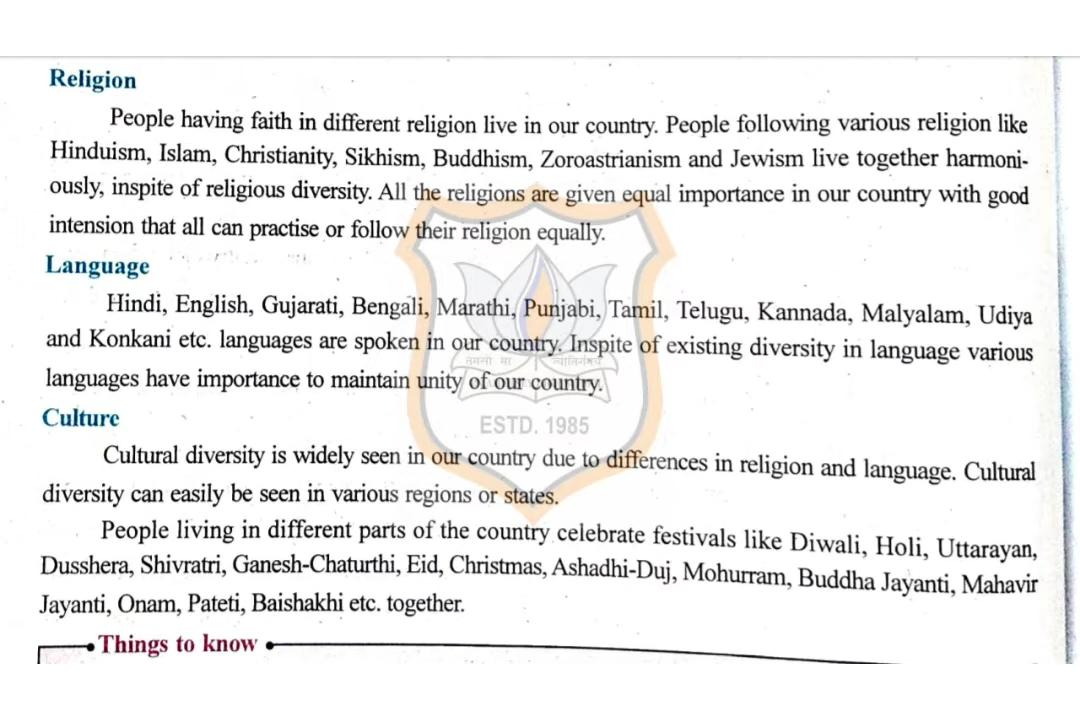 Religion
People having faith in different religion live in our country. People following various religion like
Hinduism, Islam, Christianity, Sikhism, Buddhism, Zoroastrianism and Jewism live together harmoni-
ously, inspite of religious diversity. All the religions are given equal importance in our country with good
intension that all can practise or follow their religion equally.
Language
Hindi, English, Gujarati, Bengali, Marathi, Punjabi, Tamil, Telugu, Kannada, Malyalam, Udiya
and Konkani etc. languages are spoken in our country. Inspite of existing diversity in language various
तमसो मा
languages have importance to maintain unity of our country.
Culture
ESTD. 1985
Cultural diversity is widely seen in our country due to differences in religion and language. Cultural
diversity can easily be seen in various regions or states.
People living in different parts of the country celebrate festivals like Diwali, Holi, Uttarayan,
Dusshera, Shivratri, Ganesh-Chaturthi, Eid, Christmas, Ashadhi-Duj, Mohurram, Buddha Jayanti, Mahavir
Jayanti, Onam, Pateti, Baishakhi etc. together.
Things to know